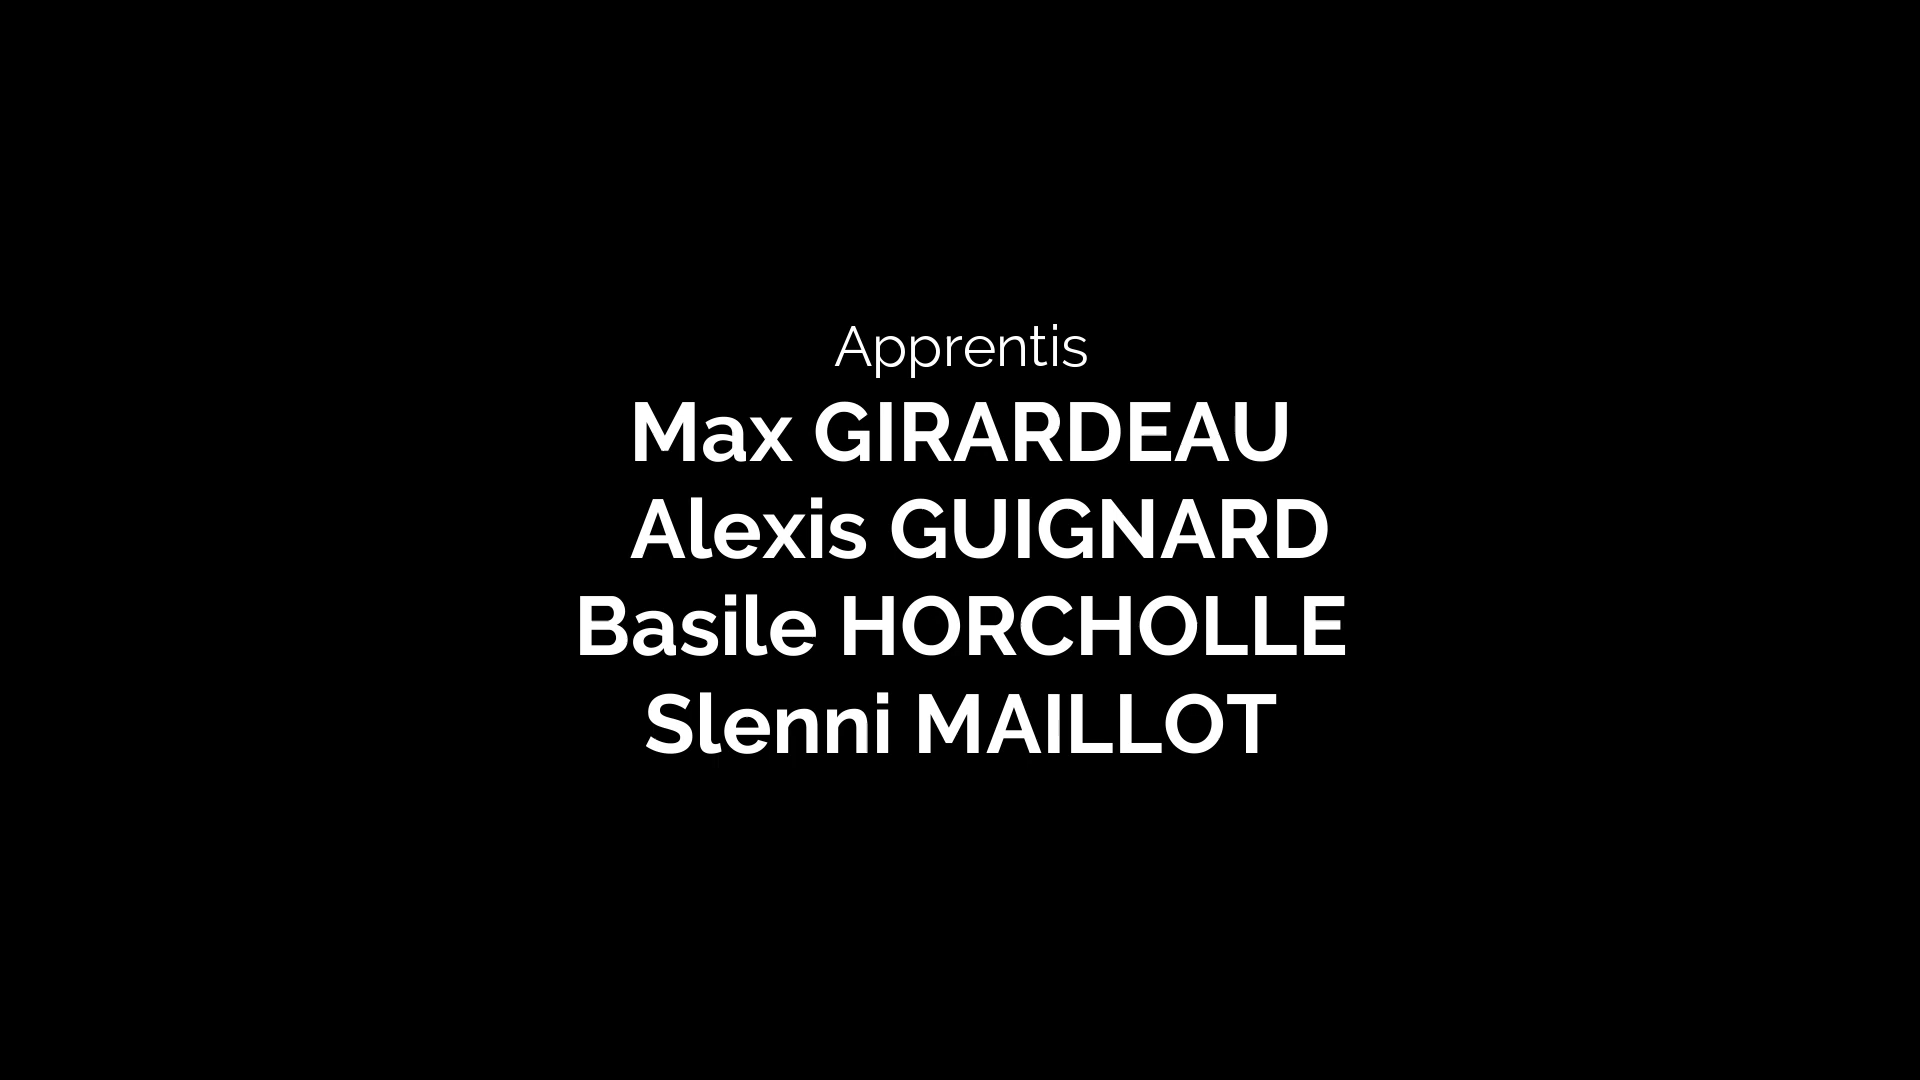 Apprentis
Max GIRARDEAU
Alexis GUIGNARD
Basile HORCHOLLE
Slenni MAILLOT